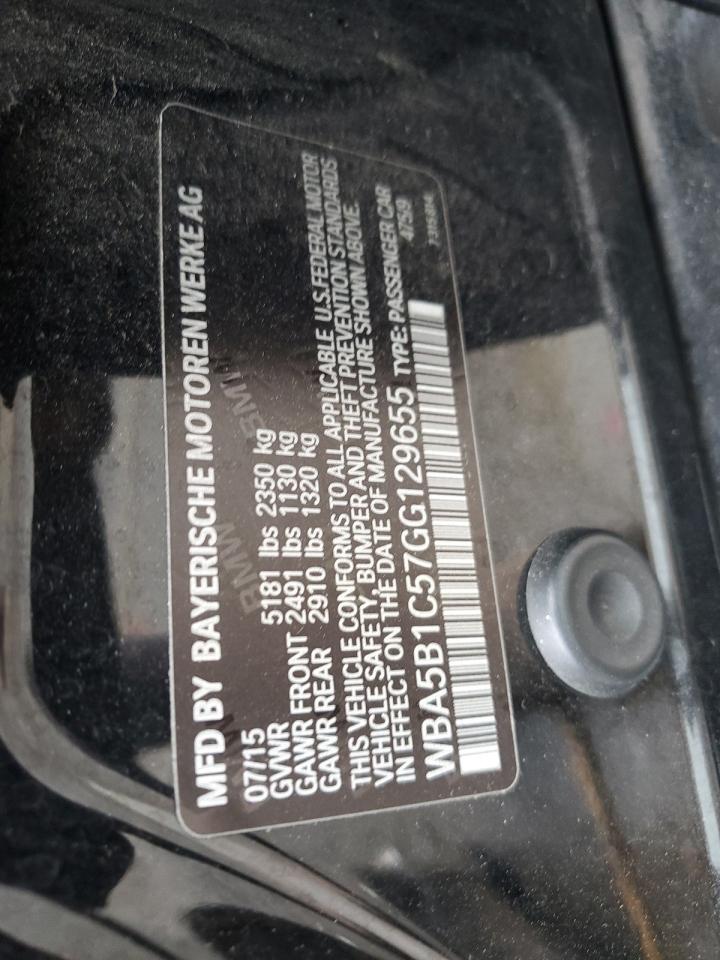 MFD BY BAYERISCHE MOTOREN WERKE AG
07/15
GVWR 5181 lbs 2350 kg
GAWR FRONT 2491 lbs 1130 kg
GAWR REAR 2910 lbs 1320 kg
THIS VEHICLE CONFORMS TO ALL APPLICABLE U.S. FEDERAL MOTOR
VEHICLE SAFETY, BUMPER AND THEFT PREVENTION STANDARDS
IN EFFECT ON THE DATE OF MANUFACTURE SHOWN ABOVE.
WBA5B1C57GG129655 TYPE: PASSENGER CAR
475/9